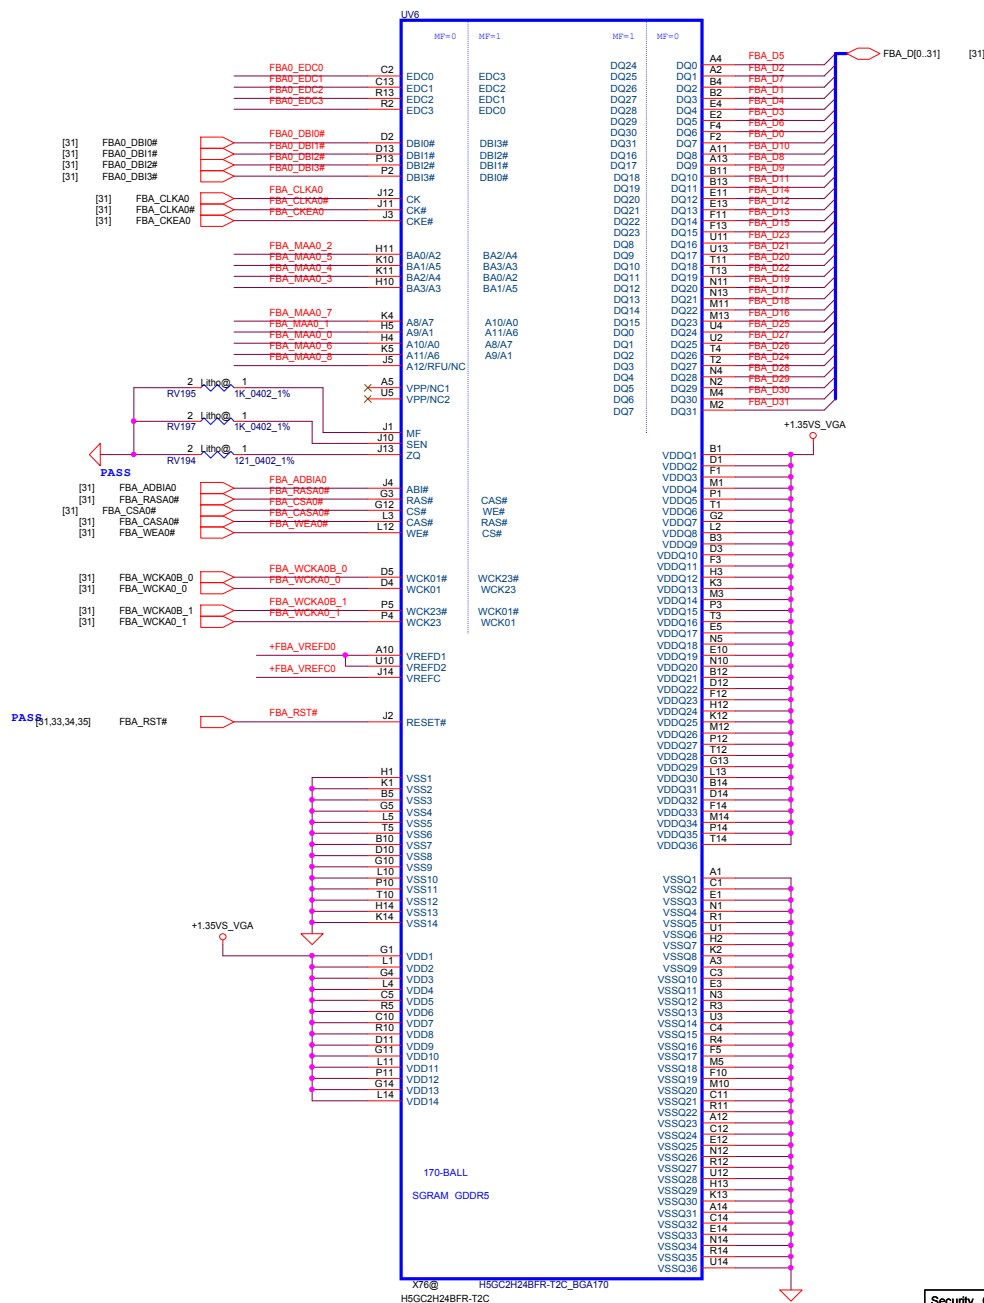 UV6
MF=0 MF=1 MF=1 MF=0
FBA_D[0..31] [31]
FBA0_EDC0 C2 EDC0 EDC3
FBA0_EDC1 C13 EDC1 EDC2
FBA0_EDC2 R13 EDC2 EDC1
FBA0_EDC3 R2 EDC3 EDC0
[31] FBA0_DBI0# FBA0_DBI0# D2 DBI0# DBI3#
[31] FBA0_DBI1# FBA0_DBI1# D13 DBI1# DBI2#
[31] FBA0_DBI2# FBA0_DBI2# P13 DBI2# DBI1#
[31] FBA0_DBI3# FBA0_DBI3# P2 DBI3# DBI0#
[31] FBA_CLKA0 FBA_CLKA0 J12 CK
[31] FBA_CLKA0# FBA_CLKA0# J11 CK#
[31] FBA_CKEA0 FBA_CKEA0 J3 CKE#
FBA_MAA0_2 H11 BA0/A2 BA2/A4
FBA_MAA0_5 K10 BA1/A5 BA3/A3
FBA_MAA0_4 K11 BA2/A4 BA0/A2
FBA_MAA0_3 H10 BA3/A3 BA1/A5
FBA_MAA0_7 K4 A8/A7 A10/A0
FBA_MAA0_1 H5 A9/A1 A11/A6
FBA_MAA0_0 H4 A10/A0 A8/A7
FBA_MAA0_6 K5 A11/A6 A9/A1
FBA_MAA0_8 J5 A12/RFU/NC
A5 VPP/NC1
U5 VPP/NC2
2 Litho@ 1
RV195 1K_0402_1%
J1 MF
2 Litho@ 1
RV197 1K_0402_1%
J10 SEN
2 Litho@ 1 J13 ZQ
RV194 121_0402_1%
PASS
[31] FBA_ADBIA0 FBA_ADBIA0 J4 ABI#
[31] FBA_RASA0# FBA_RASA0# G3 RAS# CAS#
[31] FBA_CSA0# FBA_CSA0# G12 CS# WE#
[31] FBA_CASA0# FBA_CASA0# L3 CAS# RAS#
[31] FBA_WEA0# FBA_WEA0# L12 WE# CS#
[31] FBA_WCKA0B_0 FBA_WCKA0B_0 D5 WCK01# WCK23#
[31] FBA_WCKA0_0 FBA_WCKA0_0 D4 WCK01 WCK23
[31] FBA_WCKA0B_1 FBA_WCKA0B_1 P5 WCK23# WCK01#
[31] FBA_WCKA0_1 FBA_WCKA0_1 P4 WCK23 WCK01
+FBA_VREFD0 A10 VREFD1
U10 VREFD2
+FBA_VREFC0 J14 VREFC
PASS
[31,33,34,35] FBA_RST# FBA_RST# J2 RESET#
H1 VSS1
K1 VSS2
B5 VSS3
G5 VSS4
L5 VSS5
T5 VSS6
B10 VSS7
D10 VSS8
G10 VSS9
L10 VSS10
P10 VSS11
T10 VSS12
H14 VSS13
K14 VSS14
+1.35VS_VGA
G1 VDD1
L1 VDD2
G4 VDD3
L4 VDD4
C5 VDD5
R5 VDD6
C10 VDD7
R10 VDD8
D11 VDD9
G11 VDD10
L11 VDD11
P11 VDD12
G14 VDD13
L14 VDD14
DQ24 DQ0 A4 FBA_D5
DQ25 DQ1 A2 FBA_D2
DQ26 DQ2 B4 FBA_D7
DQ27 DQ3 B2 FBA_D1
DQ28 DQ4 E4 FBA_D4
DQ29 DQ5 E2 FBA_D3
DQ30 DQ6 F4 FBA_D6
DQ31 DQ7 F2 FBA_D0
DQ16 DQ8 A11 FBA_D10
DQ17 DQ9 A13 FBA_D8
DQ18 DQ10 B11 FBA_D9
DQ19 DQ11 B13 FBA_D11
DQ20 DQ12 E11 FBA_D14
DQ21 DQ13 E13 FBA_D12
DQ22 DQ14 F11 FBA_D13
DQ23 DQ15 F13 FBA_D15
DQ8 DQ16 U11 FBA_D23
DQ9 DQ17 U13 FBA_D21
DQ10 DQ18 T11 FBA_D20
DQ11 DQ19 T13 FBA_D22
DQ12 DQ20 N11 FBA_D19
DQ13 DQ21 N13 FBA_D17
DQ14 DQ22 M11 FBA_D18
DQ15 DQ23 M13 FBA_D16
DQ0 DQ24 U4 FBA_D25
DQ1 DQ25 U2 FBA_D27
DQ2 DQ26 T4 FBA_D26
DQ3 DQ27 T2 FBA_D24
DQ4 DQ28 N4 FBA_D28
DQ5 DQ29 N2 FBA_D29
DQ6 DQ30 M4 FBA_D30
DQ7 DQ31 M2 FBA_D31
+1.35VS_VGA
VDDQ1 B1
VDDQ2 D1
VDDQ3 F1
VDDQ4 M1
VDDQ5 P1
VDDQ6 T1
VDDQ7 G2
VDDQ8 L2
VDDQ9 B3
VDDQ10 D3
VDDQ11 F3
VDDQ12 H3
VDDQ13 K3
VDDQ14 M3
VDDQ15 P3
VDDQ16 T3
VDDQ17 E5
VDDQ18 N5
VDDQ19 E10
VDDQ20 N10
VDDQ21 B12
VDDQ22 D12
VDDQ23 F12
VDDQ24 H12
VDDQ25 K12
VDDQ26 M12
VDDQ27 P12
VDDQ28 T12
VDDQ29 G13
VDDQ30 L13
VDDQ31 B14
VDDQ32 D14
VDDQ33 F14
VDDQ34 M14
VDDQ35 P14
VDDQ36 T14
VSSQ1 A1
VSSQ2 C1
VSSQ3 E1
VSSQ4 N1
VSSQ5 R1
VSSQ6 U1
VSSQ7 H2
VSSQ8 K2
VSSQ9 A3
VSSQ10 C3
VSSQ11 E3
VSSQ12 N3
VSSQ13 R3
VSSQ14 U3
VSSQ15 C4
VSSQ16 R4
VSSQ17 F5
VSSQ18 M5
VSSQ19 F10
VSSQ20 M10
VSSQ21 C11
VSSQ22 R11
VSSQ23 A12
VSSQ24 C12
VSSQ25 E12
VSSQ26 N12
VSSQ27 R12
VSSQ28 U12
VSSQ29 H13
VSSQ30 K13
VSSQ31 A14
VSSQ32 C14
VSSQ33 E14
VSSQ34 N14
VSSQ35 R14
VSSQ36 U14
170-BALL
SGRAM GDDR5
X76@ H5GC2H24BFR-T2C_BGA170
H5GC2H24BFR-T2C
Security